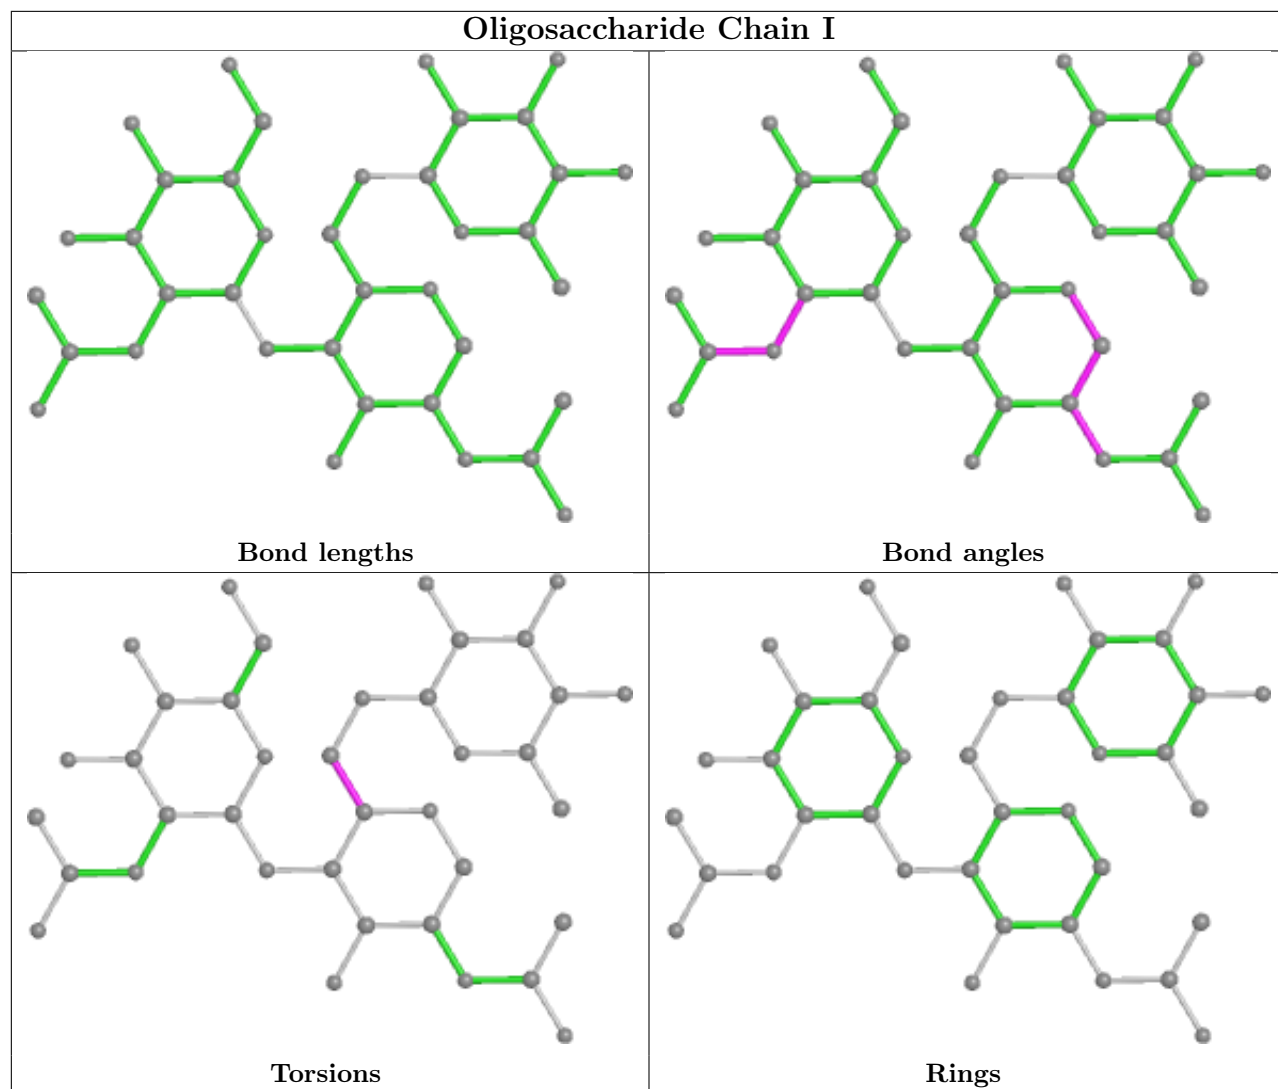 Oligosaccharide Chain I
Bond lengths
Bond angles
Torsions
Rings